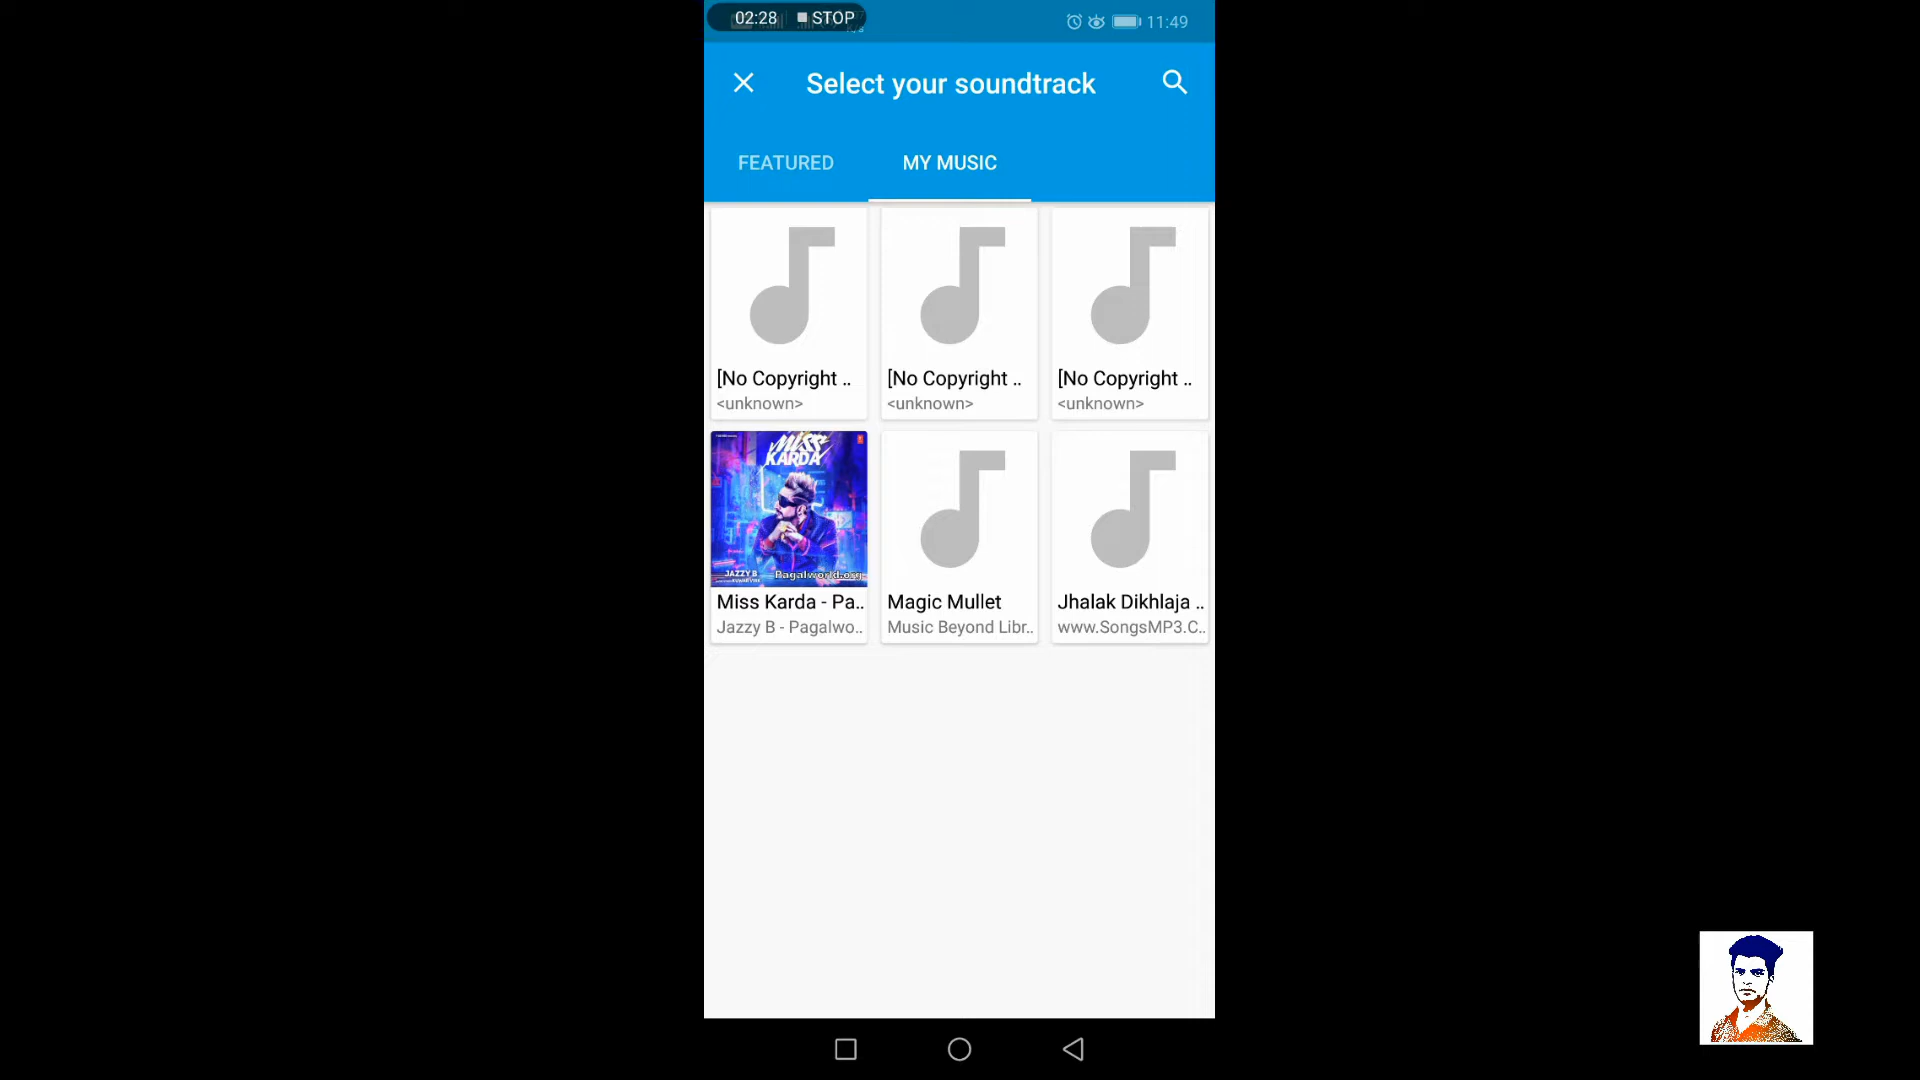 02:28 STOP
11:49
Select your soundtrack
FEATURED
MY MUSIC
[No Copyright ..
<unknown>
[No Copyright ..
<unknown>
[No Copyright ..
<unknown>
MISS
KARDA
JAZZY B
Pagalworld.org
Miss Karda - Pa..
Jazzy B - Pagalwo..
Magic Mullet
Music Beyond Libr..
Jhalak Dikhlaja ..
www.SongsMP3.C..